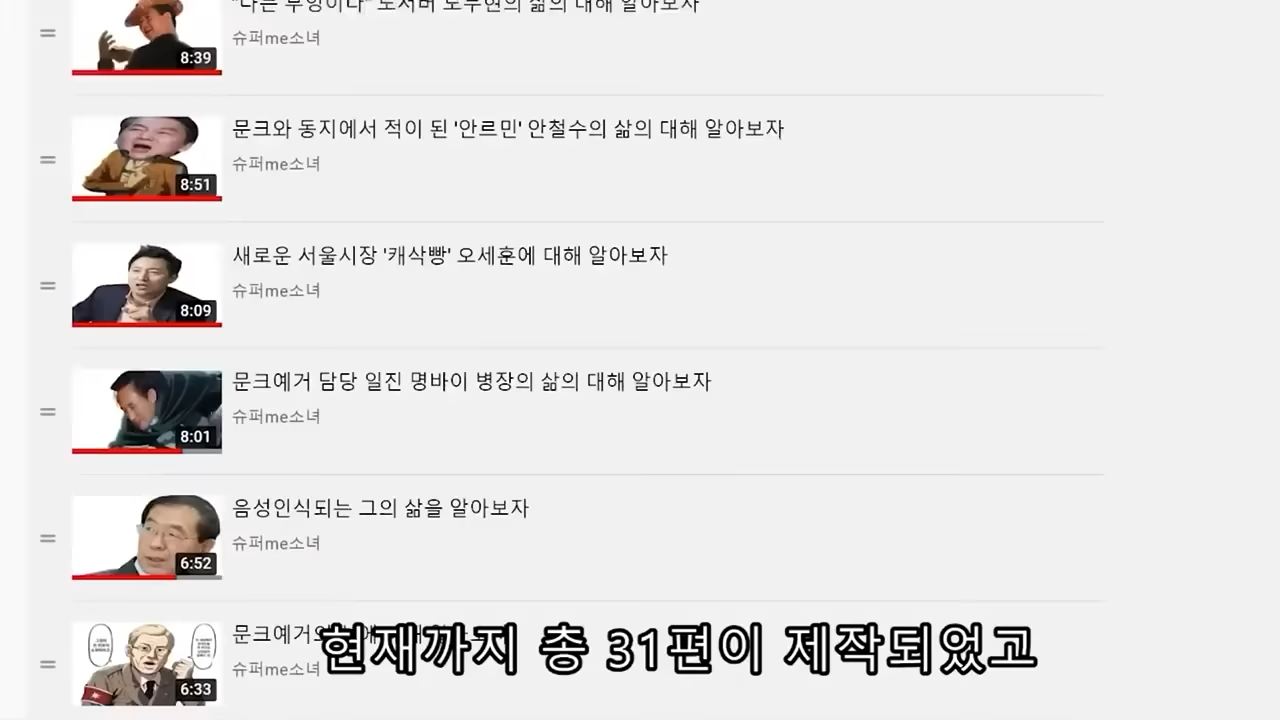 "나는 부엉이다" 도서버 노무현의 삶의 대해 알아보자
슈퍼me소녀
8:39
문크와 동지에서 적이 된 '안르민' 안철수의 삶의 대해 알아보자
슈퍼me소녀
8:51
새로운 서울시장 '캐삭빵' 오세훈에 대해 알아보자
슈퍼me소녀
8:09
문크예거 담당 일진 명바이 병장의 삶의 대해 알아보자
슈퍼me소녀
8:01
음성인식되는 그의 삶을 알아보자
슈퍼me소녀
6:52
문크예거의
슈퍼me소녀
6:33
현재까지 총 31편이 제작되었고